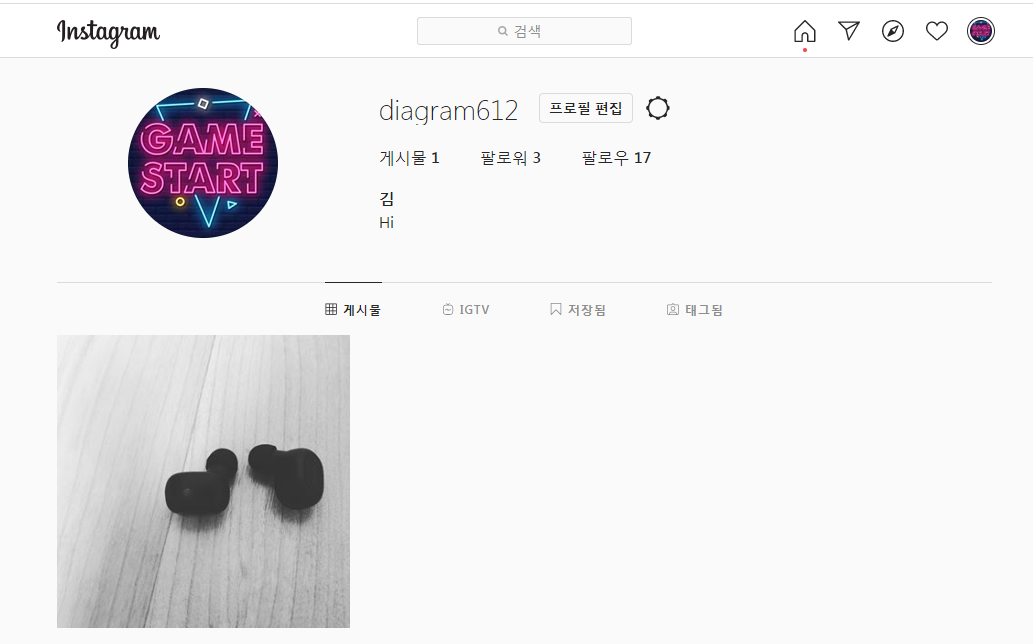 Instagram
검색
GAME
START
diagram612 프로필 편집
게시물 1 팔로워 3 팔로우 17
김
Hi
게시물 IGTV 저장됨 태그됨